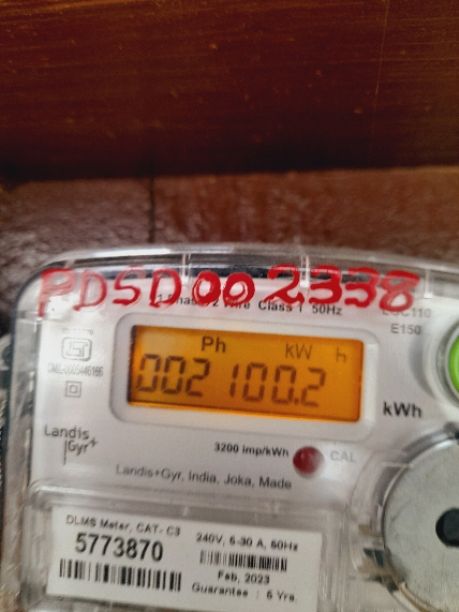 PDSD002338
1 Phase 2 Wire Class 1 50Hz
E150
CM/L-0005446166
Ph kW h
002100.2
kWh
Landis
Gyr+
3200 imp/kWh
CAL
Landis+Gyr, India, Joka, Made
DLMS Meter, CAT- C3
5773870
240V, 5-30 A, 50Hz
Feb, 2023
Guarantee : 5 Yrs.